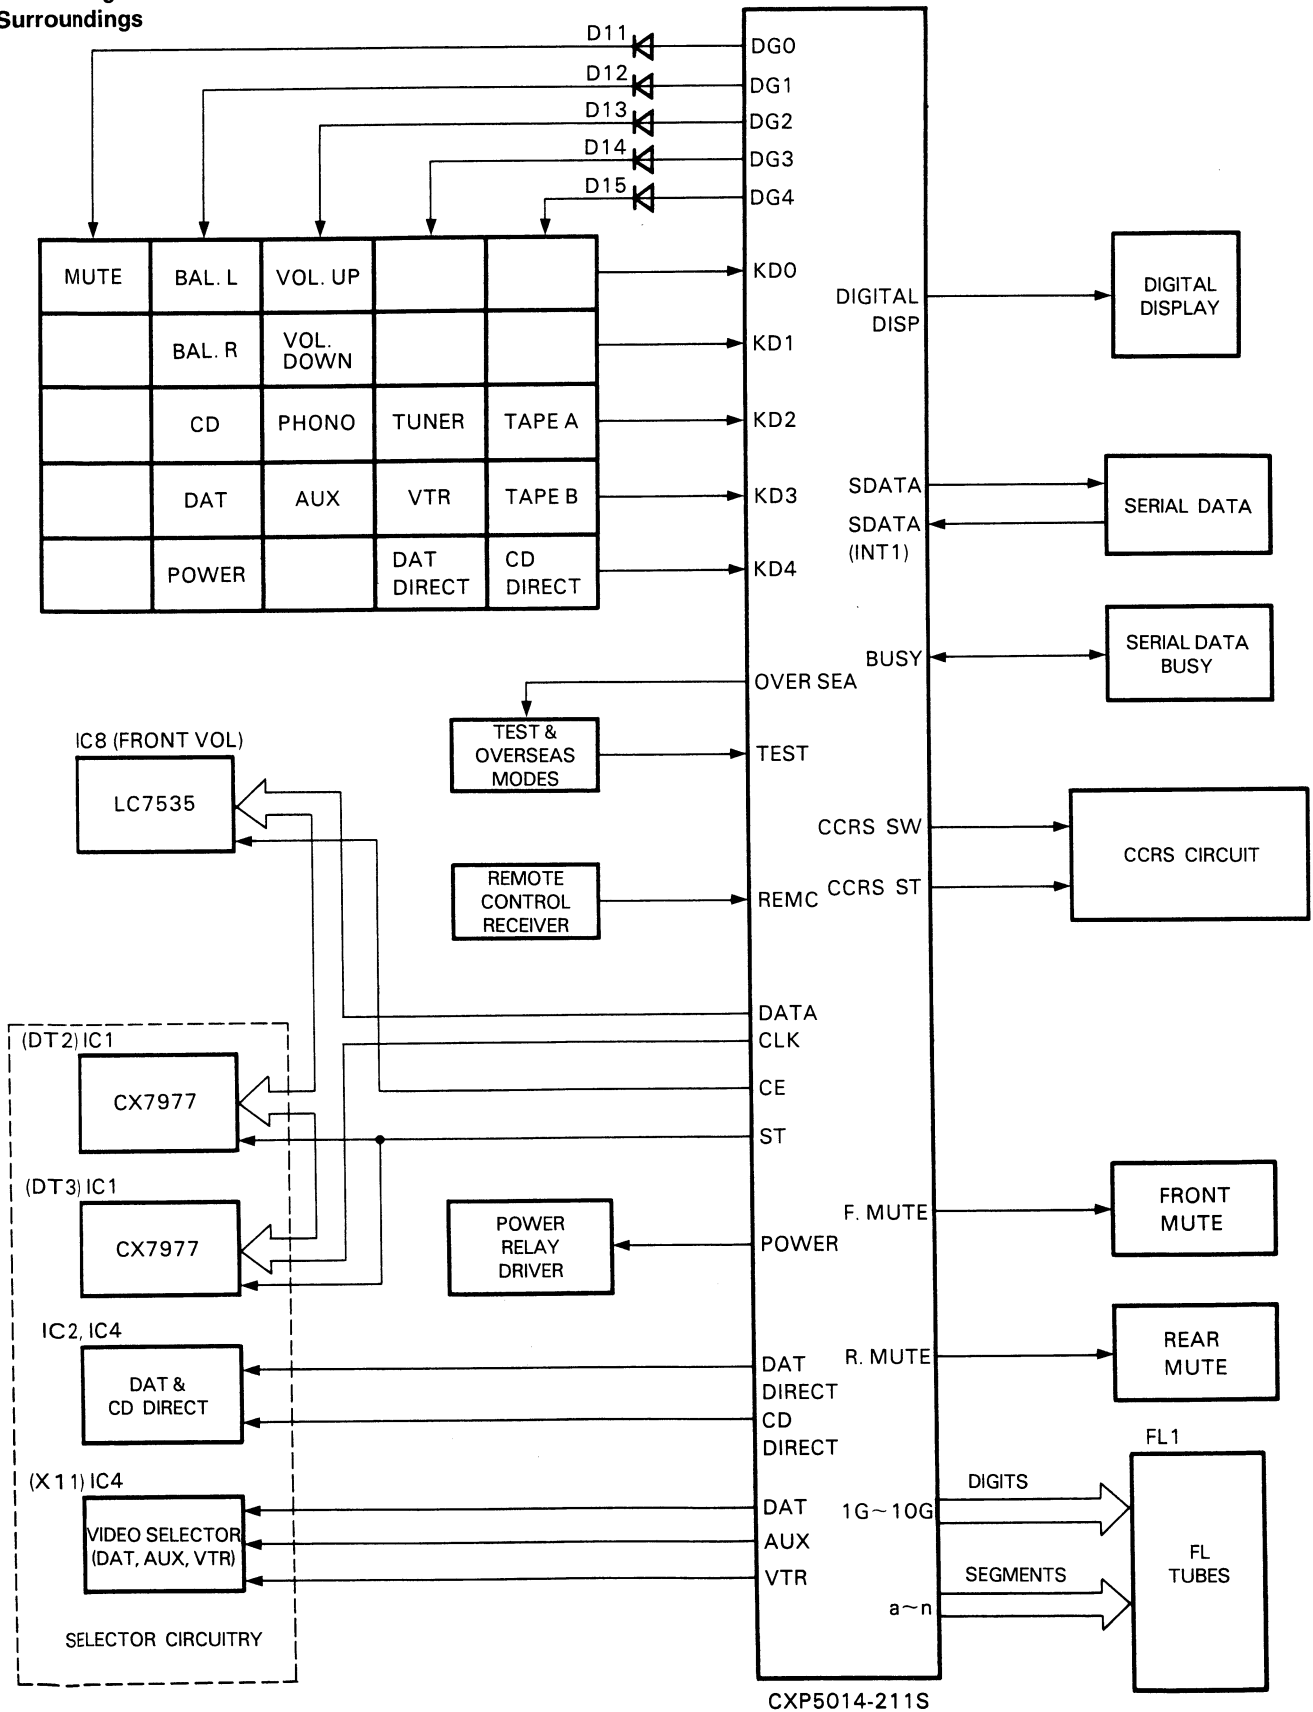 Surroundings
D11
DG0
D12
DG1
D13
DG2
D14
DG3
D15
DG4
MUTE
BAL. L
VOL. UP
KD0
BAL. R
VOL.
DOWN
KD1
CD
PHONO
TUNER
TAPE A
KD2
DAT
AUX
VTR
TAPE B
KD3
POWER
DAT
DIRECT
CD
DIRECT
KD4
DIGITAL
DISP
DIGITAL
DISPLAY
SDATA
SDATA
(INT1)
SERIAL DATA
BUSY
SERIAL DATA
BUSY
OVER SEA
TEST &
OVERSEAS
MODES
TEST
IC8 (FRONT VOL)
LC7535
CCRS SW
CCRS ST
CCRS CIRCUIT
REMOTE
CONTROL
RECEIVER
REMC
DATA
CLK
CE
ST
(DT2) IC1
CX7977
(DT3) IC1
CX7977
POWER
RELAY
DRIVER
POWER
F. MUTE
FRONT
MUTE
R. MUTE
REAR
MUTE
IC2, IC4
DAT &
CD DIRECT
DAT
DIRECT
CD
DIRECT
(X11) IC4
VIDEO SELECTOR
(DAT, AUX, VTR)
DAT
AUX
VTR
SELECTOR CIRCUITRY
FL1
1G~10G
DIGITS
a~n
SEGMENTS
FL
TUBES
CXP5014-211S